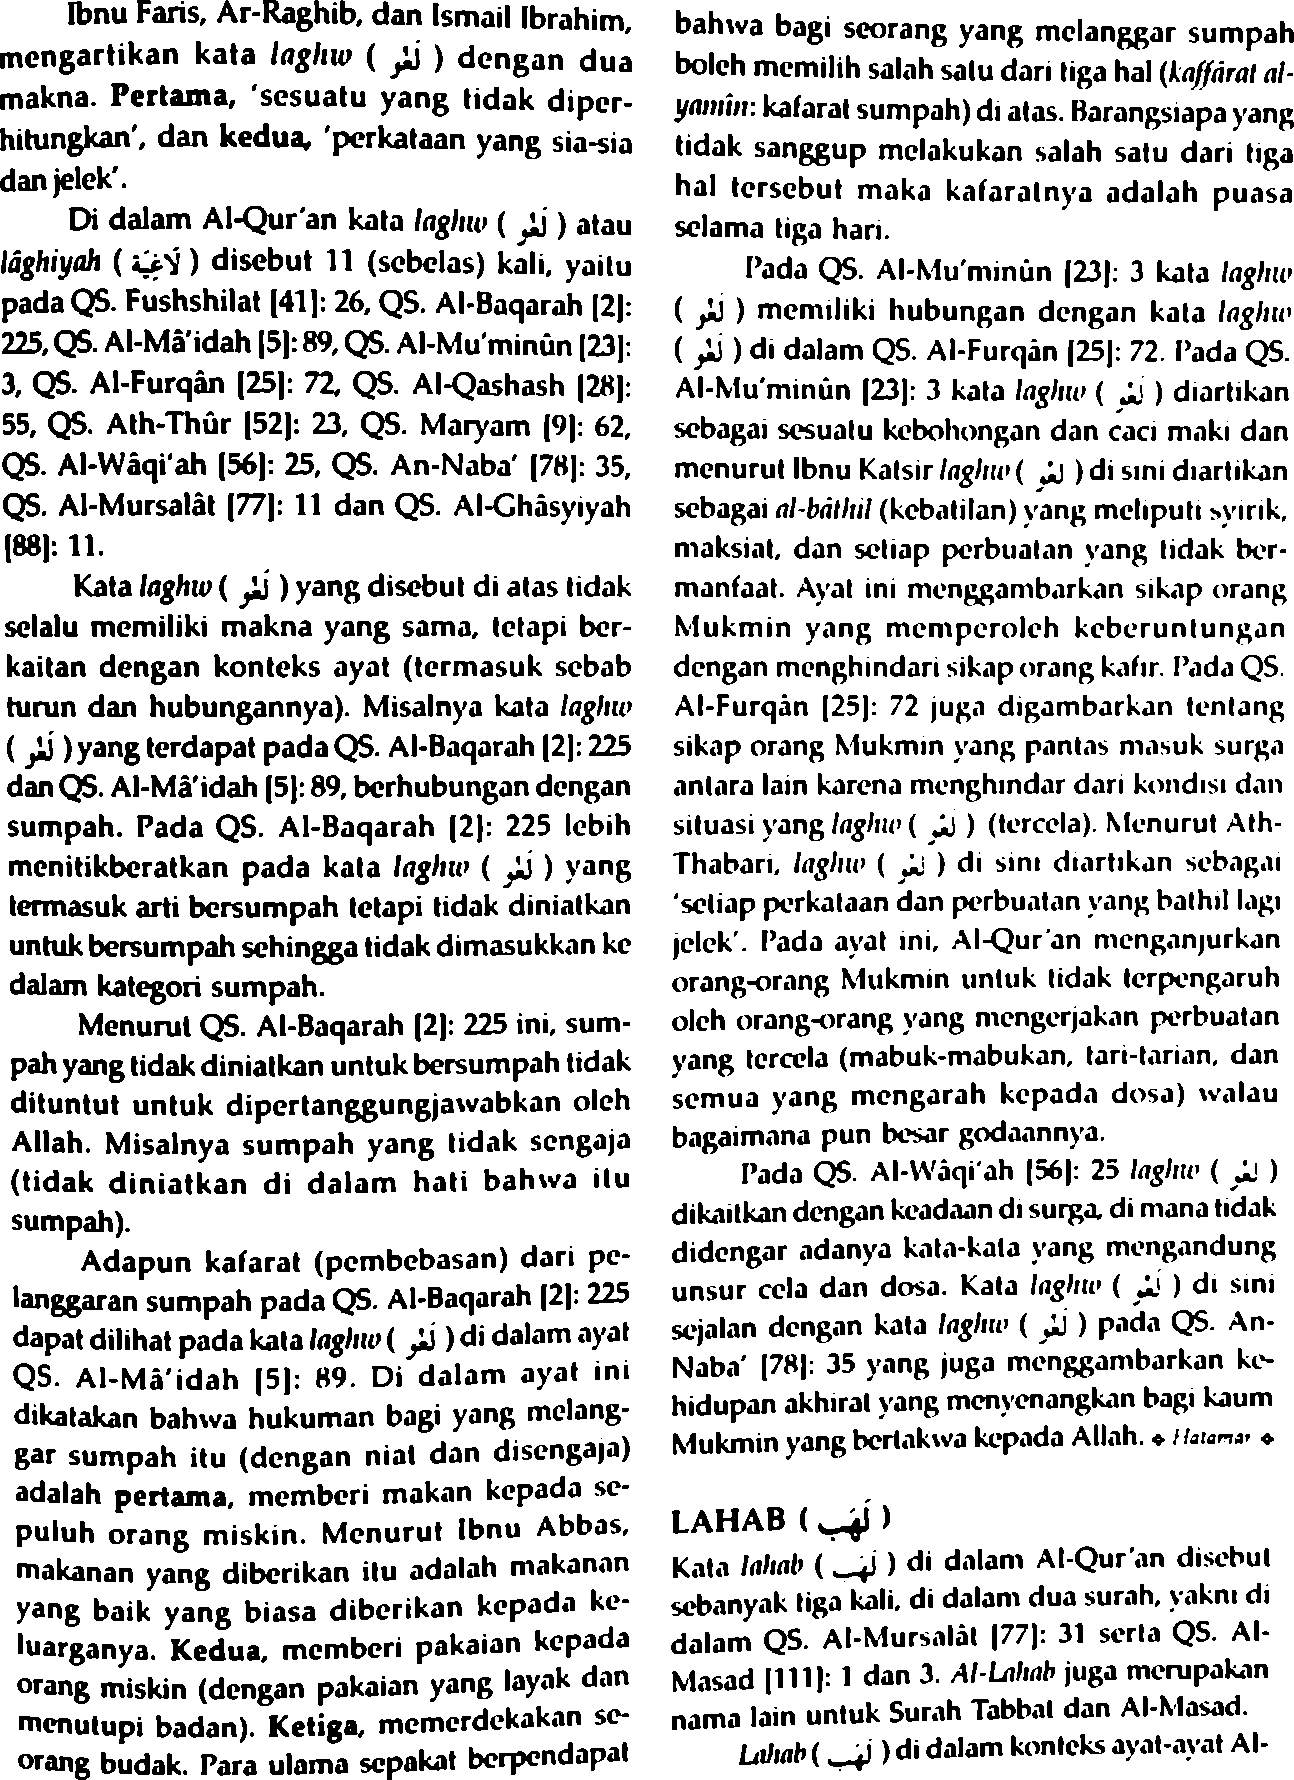 Ibnu Faris, Ar-Raghib, dan Ismail Ibrahim,
mengartikan kata laghw ( لَغْو ) dengan dua
makna. Pertama, 'sesuatu yang tidak diper-
hitungkan', dan kedua, 'perkataan yang sia-sia
dan jelek'.
Di dalam Al-Qur'an kata laghw ( لَغْو ) atau
lâghiyah ( لَاغِيَة ) disebut 11 (sebelas) kali, yaitu
pada QS. Fushshilat [41]: 26, QS. Al-Baqarah [2]:
225, QS. Al-Mâ'idah [5]: 89, QS. Al-Mu'minûn [23]:
3, QS. Al-Furqân [25]: 72, QS. Al-Qashash [28]:
55, QS. Ath-Thûr [52]: 23, QS. Maryam [9]: 62,
QS. Al-Wâqi'ah [56]: 25, QS. An-Naba' [78]: 35,
QS. Al-Mursalât [77]: 11 dan QS. Al-Ghâsyiyah
[88]: 11.
Kata laghw ( لَغْو ) yang disebut di atas tidak
selalu memiliki makna yang sama, tetapi ber-
kaitan dengan konteks ayat (termasuk sebab
turun dan hubungannya). Misalnya kata laghw
( لَغْو ) yang terdapat pada QS. Al-Baqarah [2]: 225
dan QS. Al-Mâ'idah [5]: 89, berhubungan dengan
sumpah. Pada QS. Al-Baqarah [2]: 225 lebih
menitikberatkan pada kata laghw ( لَغْو ) yang
termasuk arti bersumpah tetapi tidak diniatkan
untuk bersumpah sehingga tidak dimasukkan ke
dalam kategori sumpah.
Menurut QS. Al-Baqarah [2]: 225 ini, sum-
pah yang tidak diniatkan untuk bersumpah tidak
dituntut untuk dipertanggungjawabkan oleh
Allah. Misalnya sumpah yang tidak sengaja
(tidak diniatkan di dalam hati bahwa itu
sumpah).
Adapun kafarat (pembebasan) dari pe-
langgaran sumpah pada QS. Al-Baqarah [2]: 225
dapat dilihat pada kata laghw ( لَغْو ) di dalam ayat
QS. Al-Mâ'idah [5]: 89. Di dalam ayat ini
dikatakan bahwa hukuman bagi yang melang-
gar sumpah itu (dengan niat dan disengaja)
adalah pertama, memberi makan kepada se-
puluh orang miskin. Menurut Ibnu Abbas,
makanan yang diberikan itu adalah makanan
yang baik yang biasa diberikan kepada ke-
luarganya. Kedua, memberi pakaian kepada
orang miskin (dengan pakaian yang layak dan
menutupi badan). Ketiga, memerdekakan se-
orang budak. Para ulama sepakat berpendapat
bahwa bagi seorang yang melanggar sumpah
boleh memilih salah satu dari tiga hal (kaffârat al-
yamîn: kafarat sumpah) di atas. Barangsiapa yang
tidak sanggup melakukan salah satu dari tiga
hal tersebut maka kafaratnya adalah puasa
selama tiga hari.
Pada QS. Al-Mu'minûn [23]: 3 kata laghw
( لَغْو ) memiliki hubungan dengan kata laghw
( لَغْو ) di dalam QS. Al-Furqân [25]: 72. Pada QS.
Al-Mu'minûn [23]: 3 kata laghw ( لَغْو ) diartikan
sebagai sesuatu kebohongan dan caci maki dan
menurut Ibnu Katsir laghw ( لَغْو ) di sini diartikan
sebagai al-bâthil (kebatilan) yang meliputi syirik,
maksiat, dan setiap perbuatan yang tidak ber-
manfaat. Ayat ini menggambarkan sikap orang
Mukmin yang memperoleh keberuntungan
dengan menghindari sikap orang kafir. Pada QS.
Al-Furqân [25]: 72 juga digambarkan tentang
sikap orang Mukmin yang pantas masuk surga
antara lain karena menghindar dari kondisi dan
situasi yang laghw ( لَغْو ) (tercela). Menurut Ath-
Thabari, laghw ( لَغْو ) di sini diartikan sebagai
'setiap perkataan dan perbuatan yang bathil lagi
jelek'. Pada ayat ini, Al-Qur'an menganjurkan
orang-orang Mukmin untuk tidak terpengaruh
oleh orang-orang yang mengerjakan perbuatan
yang tercela (mabuk-mabukan, tari-tarian, dan
semua yang mengarah kepada dosa) walau
bagaimana pun besar godaannya.
Pada QS. Al-Wâqi'ah [56]: 25 laghw ( لَغْو )
dikaitkan dengan keadaan di surga, di mana tidak
didengar adanya kata-kata yang mengandung
unsur cela dan dosa. Kata laghw ( لَغْو ) di sini
sejalan dengan kata laghw ( لَغْو ) pada QS. An-
Naba' [78]: 35 yang juga menggambarkan ke-
hidupan akhirat yang menyenangkan bagi kaum
Mukmin yang bertakwa kepada Allah. ❖ Hatamar ❖
LAHAB ( لَهَب )
Kata lahab ( لَهَب ) di dalam Al-Qur'an disebut
sebanyak tiga kali, di dalam dua surah, yakni di
dalam QS. Al-Mursalât [77]: 31 serta QS. Al-
Masad [111]: 1 dan 3. Al-Lahab juga merupakan
nama lain untuk Surah Tabbat dan Al-Masad.
Lahab ( لَهَب ) di dalam konteks ayat-ayat Al-